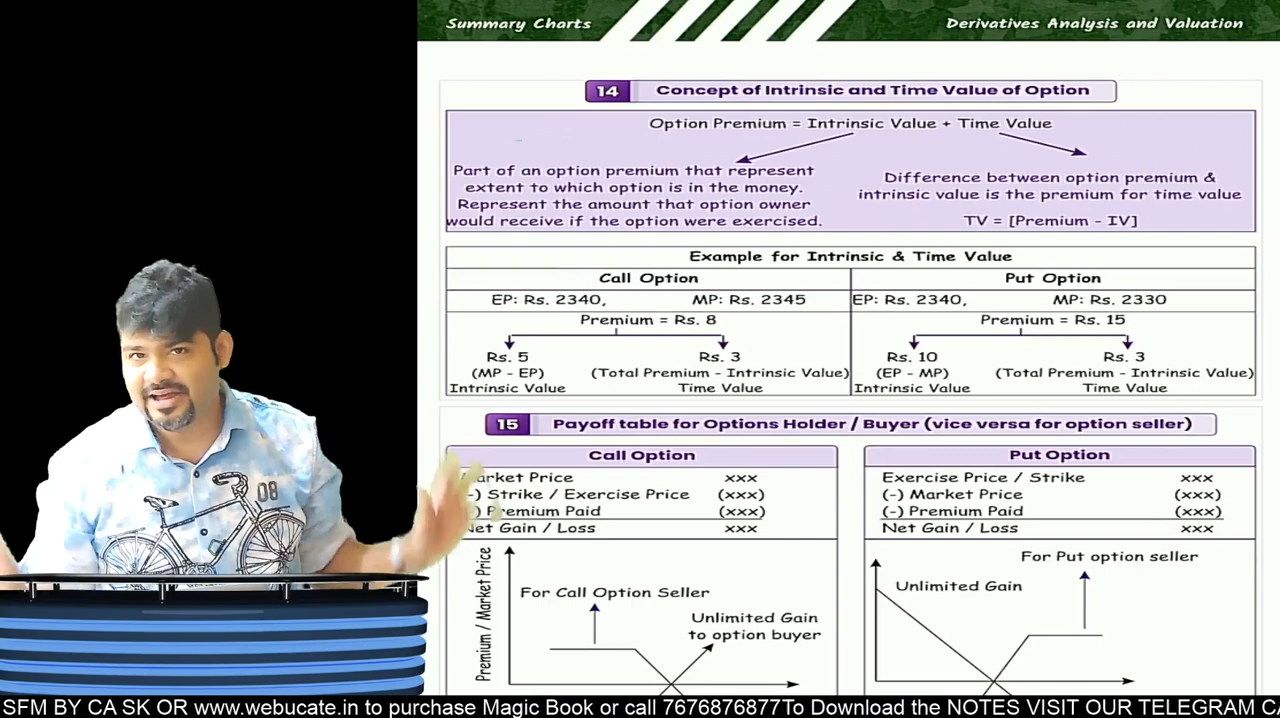 Summary Charts
Derivatives Analysis and Valuation
14 Concept of Intrinsic and Time Value of Option
Option Premium = Intrinsic Value + Time Value
Part of an option premium that represent
extent to which option is in the money.
Represent the amount that option owner
would receive if the option were exercised.
Difference between option premium &
intrinsic value is the premium for time value
TV = [Premium - IV]
Example for Intrinsic & Time Value
Call Option
Put Option
EP: Rs. 2340, MP: Rs. 2345
EP: Rs. 2340, MP: Rs. 2330
Premium = Rs. 8
Premium = Rs. 15
Rs. 5
(MP - EP)
Intrinsic Value
Rs. 3
(Total Premium - Intrinsic Value)
Time Value
Rs. 10
(EP - MP)
Intrinsic Value
Rs. 3
(Total Premium - Intrinsic Value)
Time Value
15 Payoff table for Options Holder / Buyer (vice versa for option seller)
Call Option
Market Price xxx
(-) Strike / Exercise Price (xxx)
(-) Premium Paid (xxx)
Net Gain / Loss xxx
Premium / Market Price
For Call Option Seller
Unlimited Gain
to option buyer
Put Option
Exercise Price / Strike xxx
(-) Market Price (xxx)
(-) Premium Paid (xxx)
Net Gain / Loss xxx
For Put option seller
Unlimited Gain
08
SFM BY CA SK OR www.webucate.in to purchase Magic Book or call 7676876877To Download the NOTES VISIT OUR TELEGRAM CA